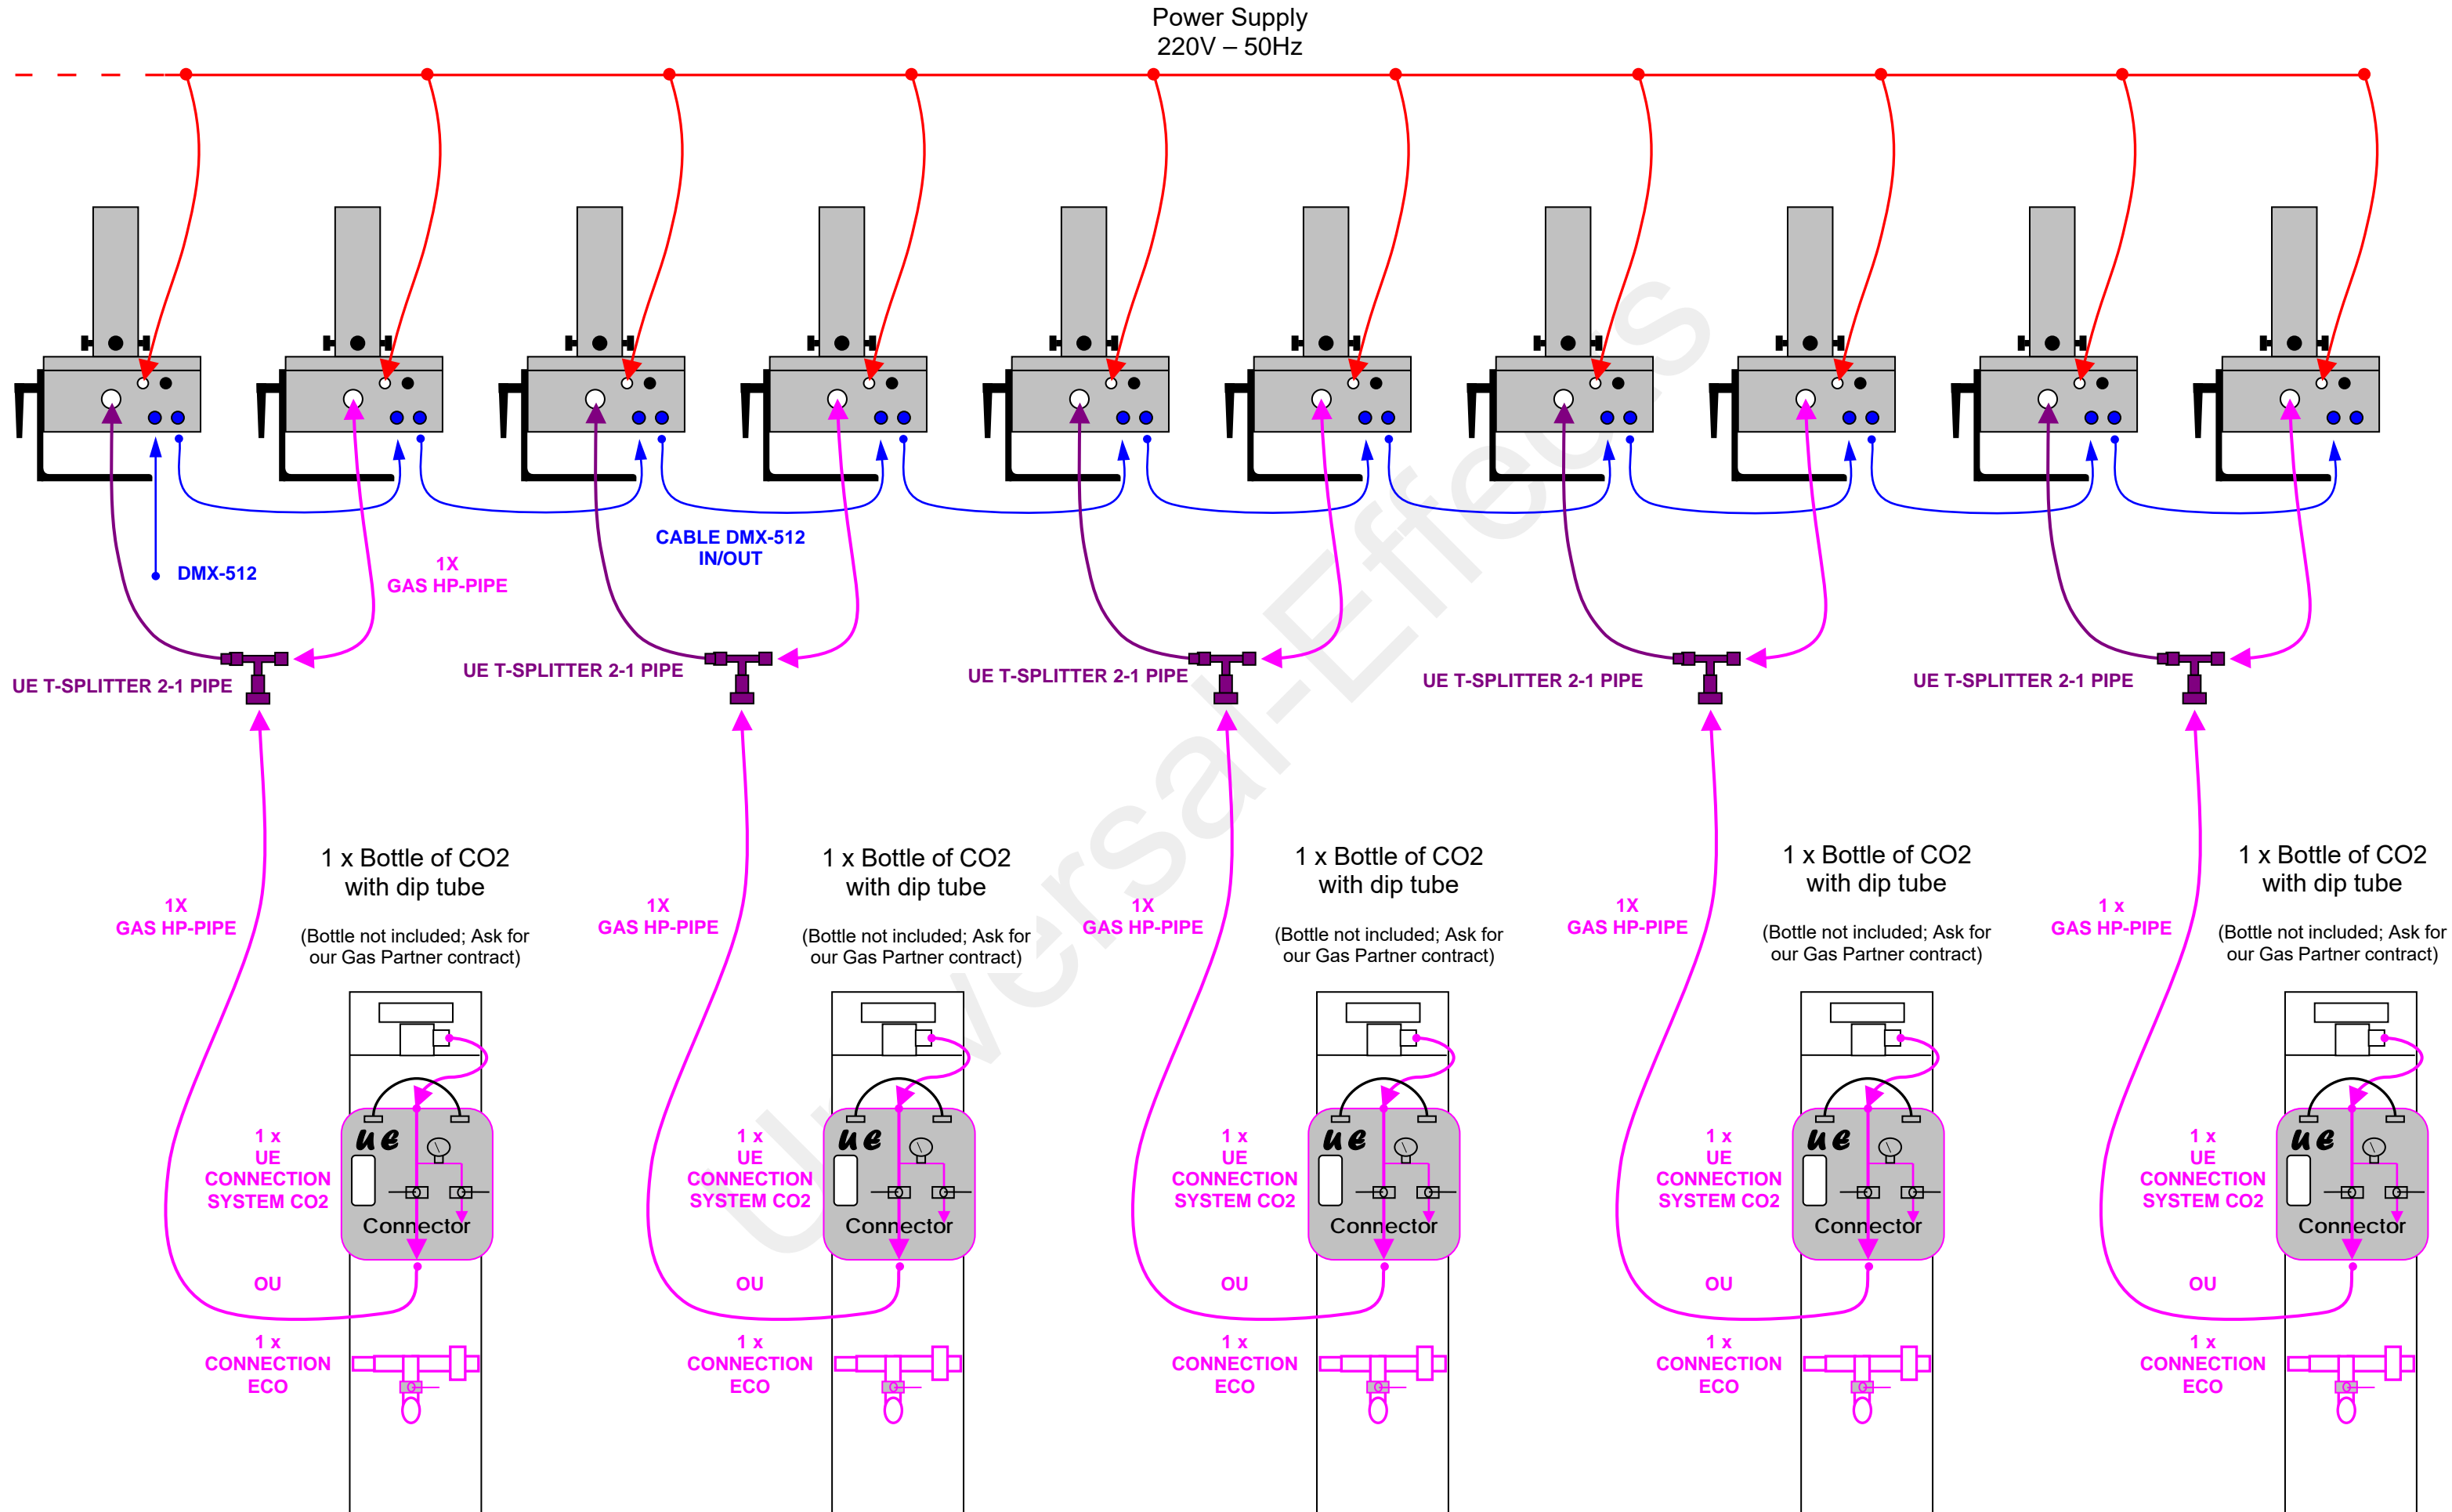 Power Supply
220V – 50Hz
CABLE DMX-512
IN/OUT
DMX-512
1X
GAS HP-PIPE
UE T-SPLITTER 2-1 PIPE
UE T-SPLITTER 2-1 PIPE
UE T-SPLITTER 2-1 PIPE
UE T-SPLITTER 2-1 PIPE
UE T-SPLITTER 2-1 PIPE
1 x Bottle of CO2
with dip tube
(Bottle not included; Ask for
our Gas Partner contract)
1X
GAS HP-PIPE
1 x Bottle of CO2
with dip tube
(Bottle not included; Ask for
our Gas Partner contract)
1X
GAS HP-PIPE
1 x Bottle of CO2
with dip tube
(Bottle not included; Ask for
our Gas Partner contract)
1X
GAS HP-PIPE
1 x Bottle of CO2
with dip tube
(Bottle not included; Ask for
our Gas Partner contract)
1X
GAS HP-PIPE
1 x Bottle of CO2
with dip tube
(Bottle not included; Ask for
our Gas Partner contract)
1 x
GAS HP-PIPE
1 x
UE
CONNECTION
SYSTEM CO2
OU
1 x
CONNECTION
ECO
ue
Connector
1 x
UE
CONNECTION
SYSTEM CO2
OU
1 x
CONNECTION
ECO
ue
Connector
1 x
UE
CONNECTION
SYSTEM CO2
OU
1 x
CONNECTION
ECO
ue
Connector
1 x
UE
CONNECTION
SYSTEM CO2
OU
1 x
CONNECTION
ECO
ue
Connector
1 x
UE
CONNECTION
SYSTEM CO2
OU
1 x
CONNECTION
ECO
ue
Connector
Universal-Effects